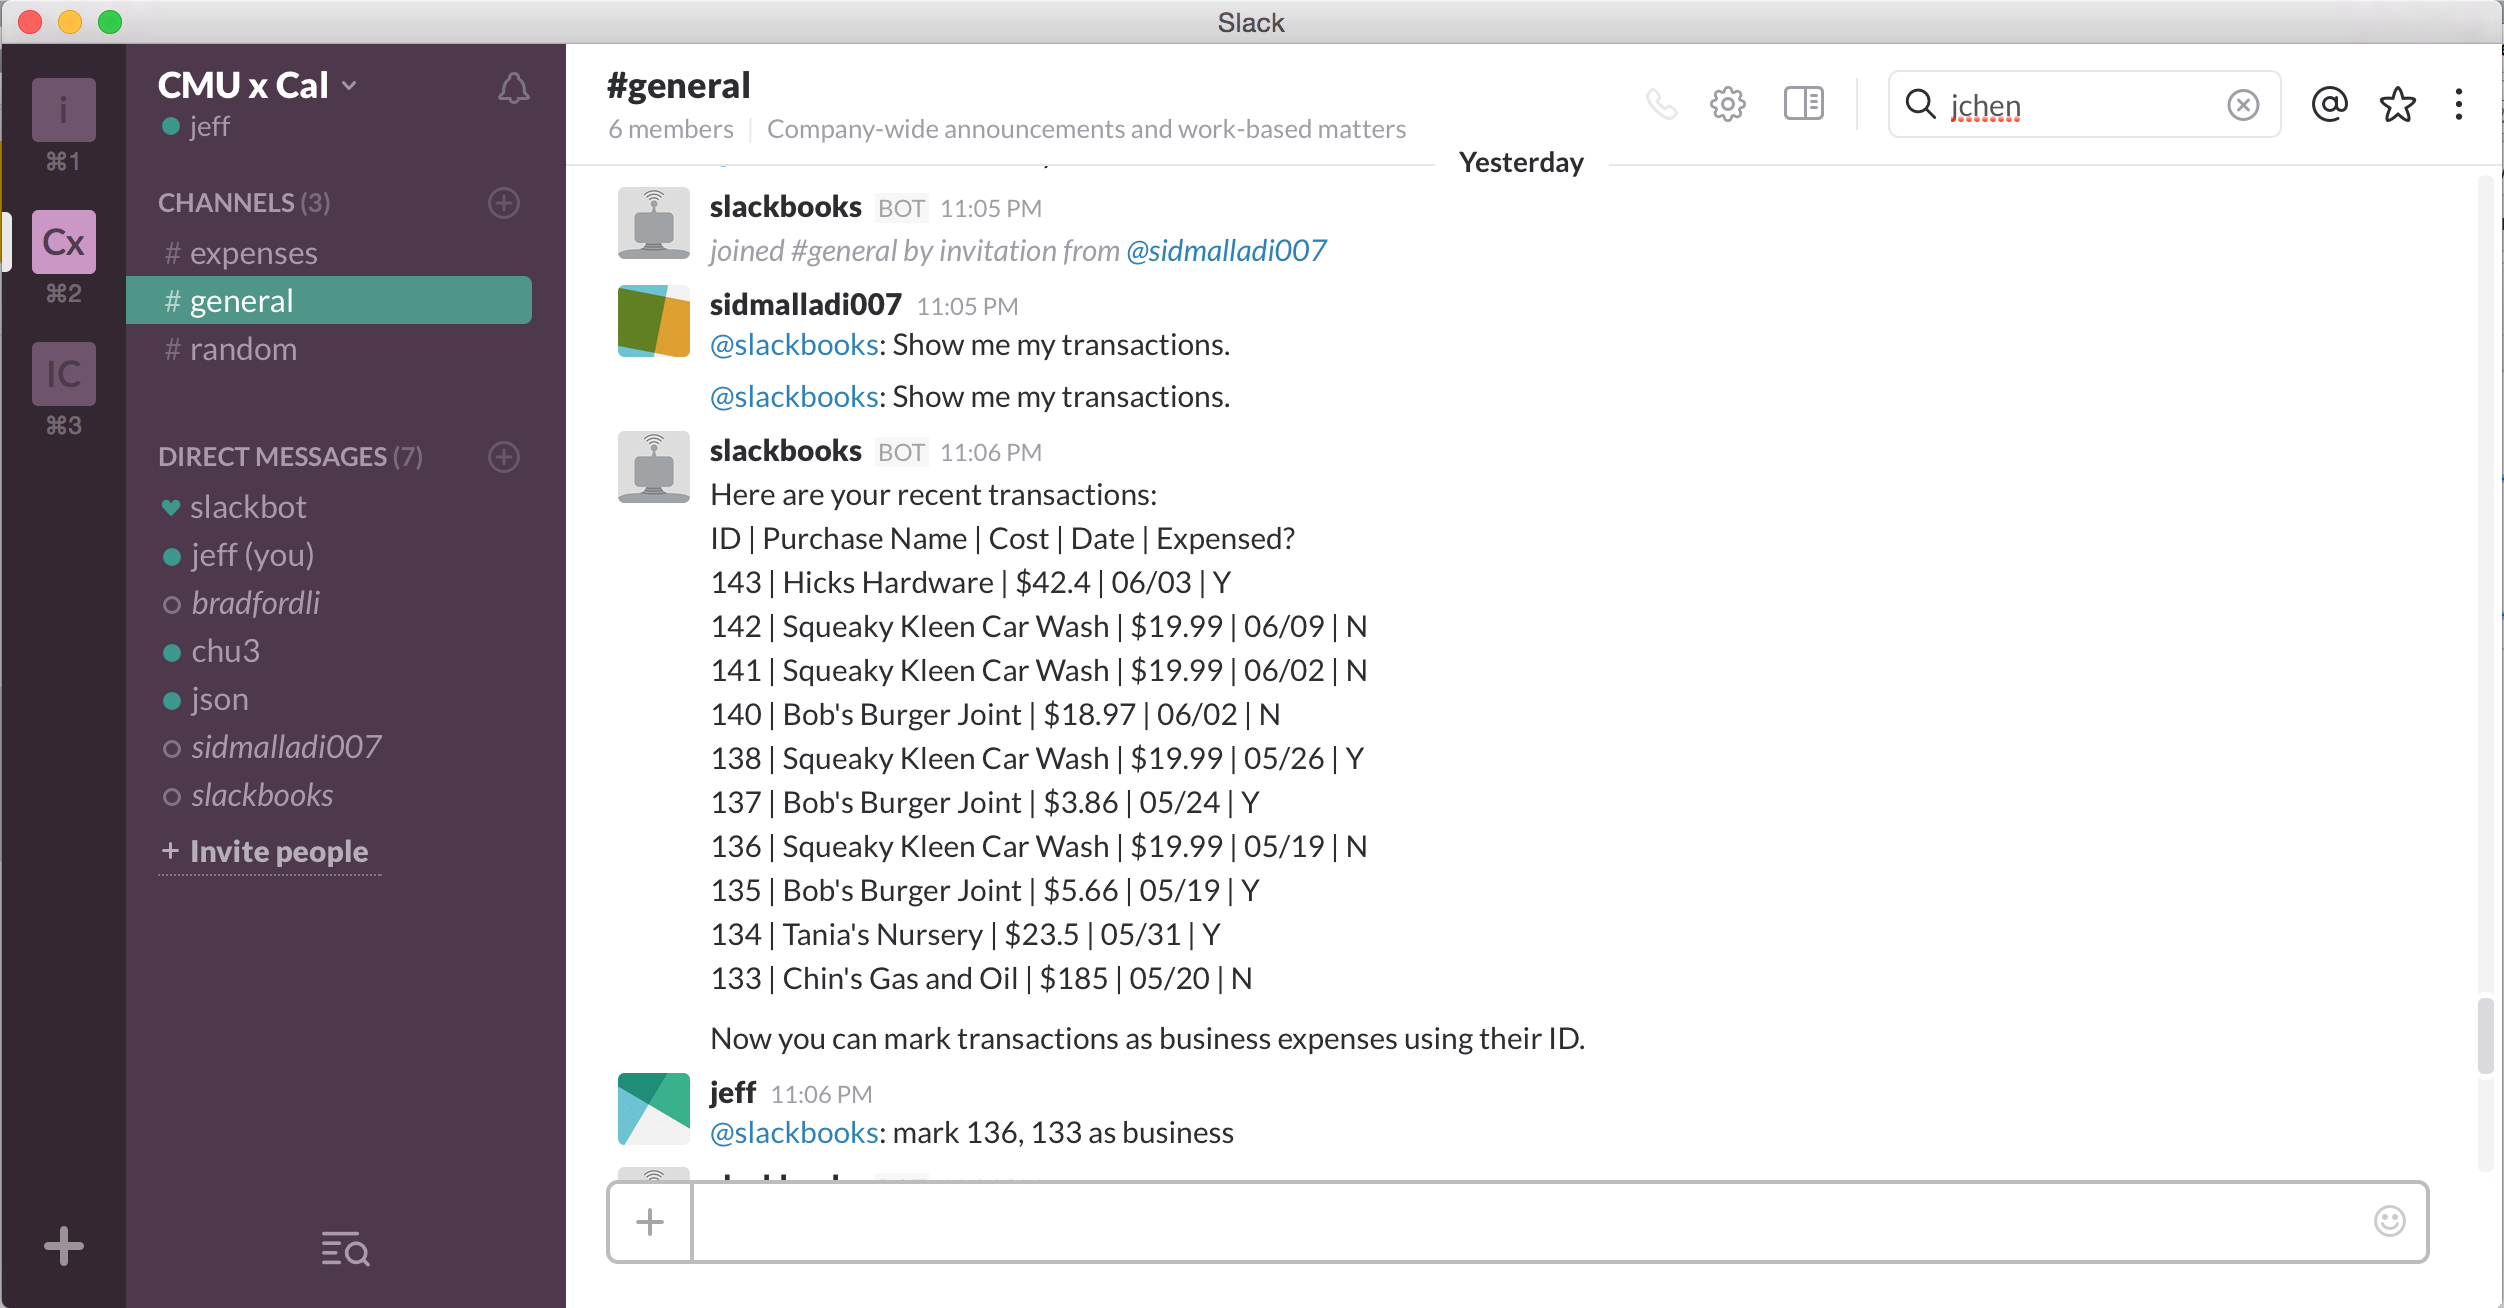 Slack
i
⌘1
Cx
⌘2
IC
⌘3
CMU x Cal
jeff
CHANNELS (3)
# expenses
# general
# random
DIRECT MESSAGES (7)
slackbot
jeff (you)
bradfordli
chu3
json
sidmalladi007
slackbooks
+ Invite people
#general
6 members | Company-wide announcements and work-based matters
jchen
Yesterday
slackbooks BOT 11:05 PM
joined #general by invitation from @sidmalladi007
sidmalladi007 11:05 PM
@slackbooks: Show me my transactions.
@slackbooks: Show me my transactions.
slackbooks BOT 11:06 PM
Here are your recent transactions:
ID | Purchase Name | Cost | Date | Expensed?
143 | Hicks Hardware | $42.4 | 06/03 | Y
142 | Squeaky Kleen Car Wash | $19.99 | 06/09 | N
141 | Squeaky Kleen Car Wash | $19.99 | 06/02 | N
140 | Bob's Burger Joint | $18.97 | 06/02 | N
138 | Squeaky Kleen Car Wash | $19.99 | 05/26 | Y
137 | Bob's Burger Joint | $3.86 | 05/24 | Y
136 | Squeaky Kleen Car Wash | $19.99 | 05/19 | N
135 | Bob's Burger Joint | $5.66 | 05/19 | Y
134 | Tania's Nursery | $23.5 | 05/31 | Y
133 | Chin's Gas and Oil | $185 | 05/20 | N
Now you can mark transactions as business expenses using their ID.
jeff 11:06 PM
@slackbooks: mark 136, 133 as business